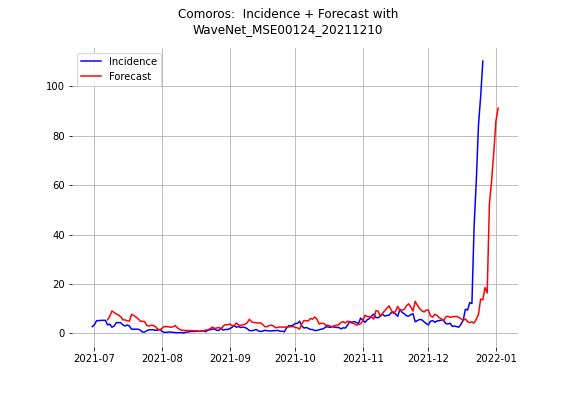 Comoros:  Incidence + Forecast with
WaveNet_MSE00124_20211210
Incidence
Forecast
100
80
60
40
20
0
2021-07 2021-08 2021-09 2021-10 2021-11 2021-12 2022-01